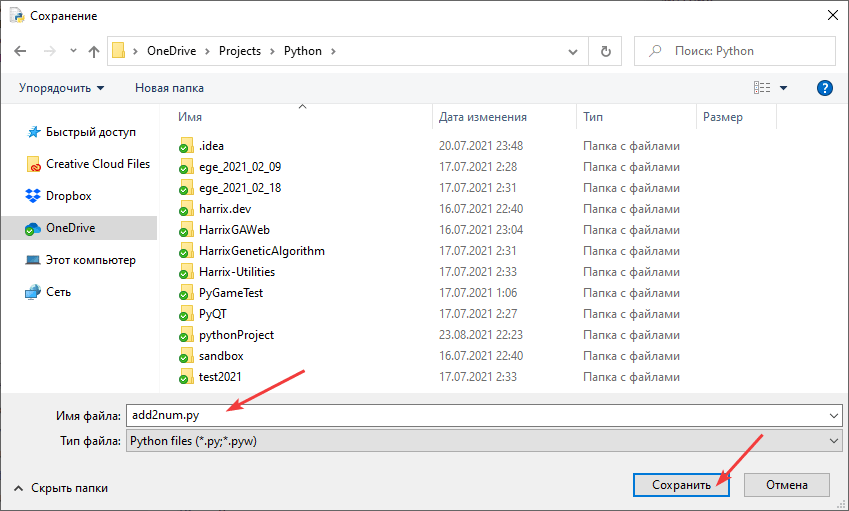 Сохранение
OneDrive > Projects > Python >
Поиск: Python
Упорядочить Новая папка ?
Имя Дата изменения Тип Размер
Быстрый доступ
Creative Cloud Files
Dropbox
OneDrive
Этот компьютер
Сеть
.idea 20.07.2021 23:48 Папка с файлами
ege_2021_02_09 17.07.2021 2:28 Папка с файлами
ege_2021_02_18 17.07.2021 2:31 Папка с файлами
harrix.dev 16.07.2021 22:40 Папка с файлами
HarrixGAWeb 16.07.2021 23:04 Папка с файлами
HarrixGeneticAlgorithm 17.07.2021 2:31 Папка с файлами
Harrix-Utilities 17.07.2021 2:33 Папка с файлами
PyGameTest 17.07.2021 1:06 Папка с файлами
PyQT 17.07.2021 2:27 Папка с файлами
pythonProject 23.08.2021 22:23 Папка с файлами
sandbox 16.07.2021 22:40 Папка с файлами
test2021 17.07.2021 2:33 Папка с файлами
Имя файла: add2num.py
Тип файла: Python files (*.py;*.pyw)
Скрыть папки Сохранить Отмена